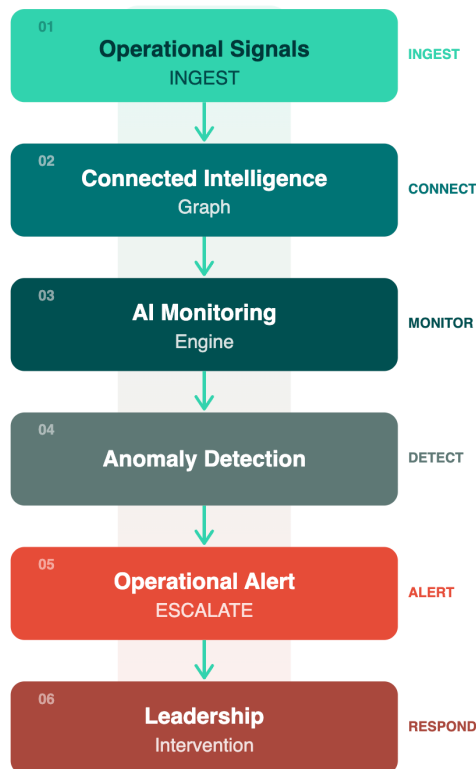 01
Operational Signals
INGEST
INGEST
02
Connected Intelligence
Graph
CONNECT
03
AI Monitoring
Engine
MONITOR
04
Anomaly Detection
DETECT
05
Operational Alert
ESCALATE
ALERT
06
Leadership
Intervention
RESPOND